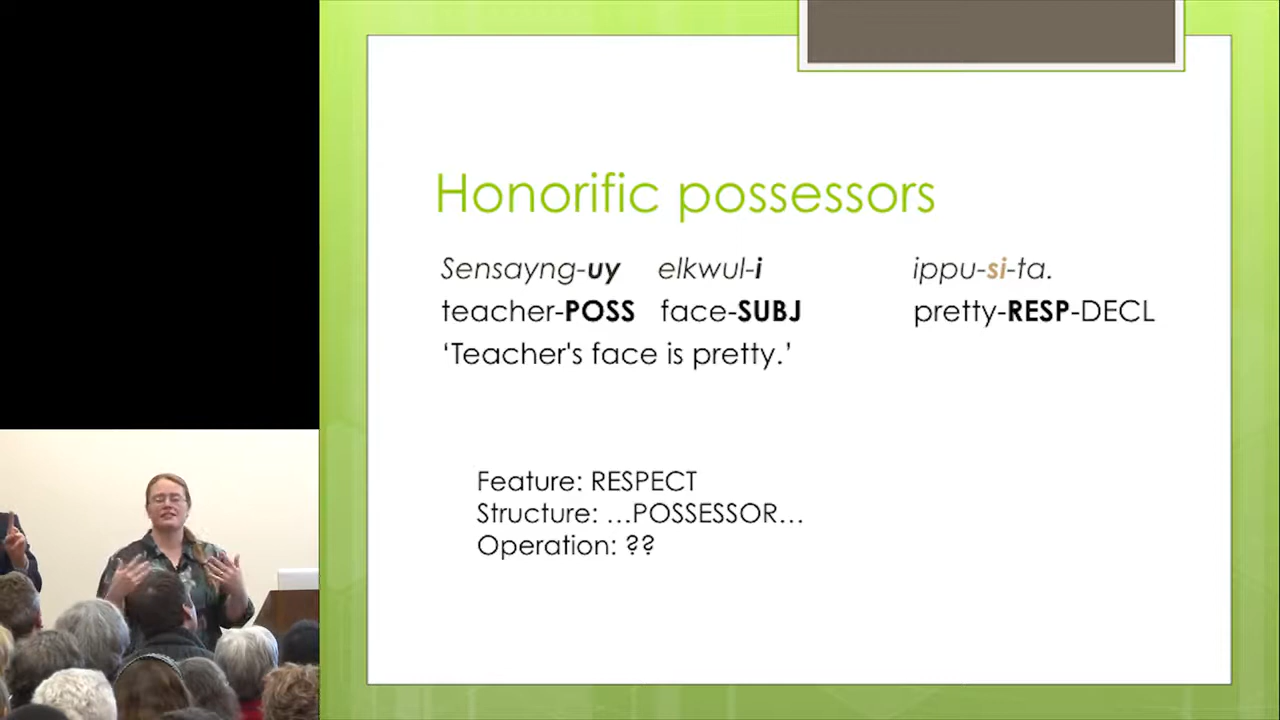 Honorific possessors
Sensayng-uy elkwul-i ippu-si-ta.
teacher-POSS face-SUBJ pretty-RESP-DECL
‘Teacher's face is pretty.’
Feature: RESPECT
Structure: …POSSESSOR…
Operation: ??